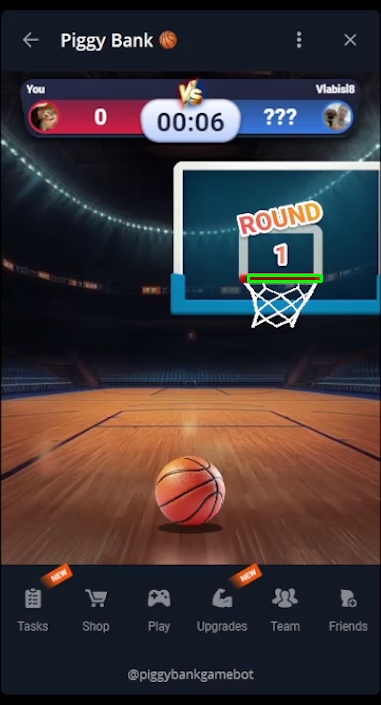 Piggy Bank 🏀
You
VS
Vlabisl8
0
00:06
???
ROUND
1
NEW
NEW
Tasks
Shop
Play
Upgrades
Team
Friends
@piggybankgamebot